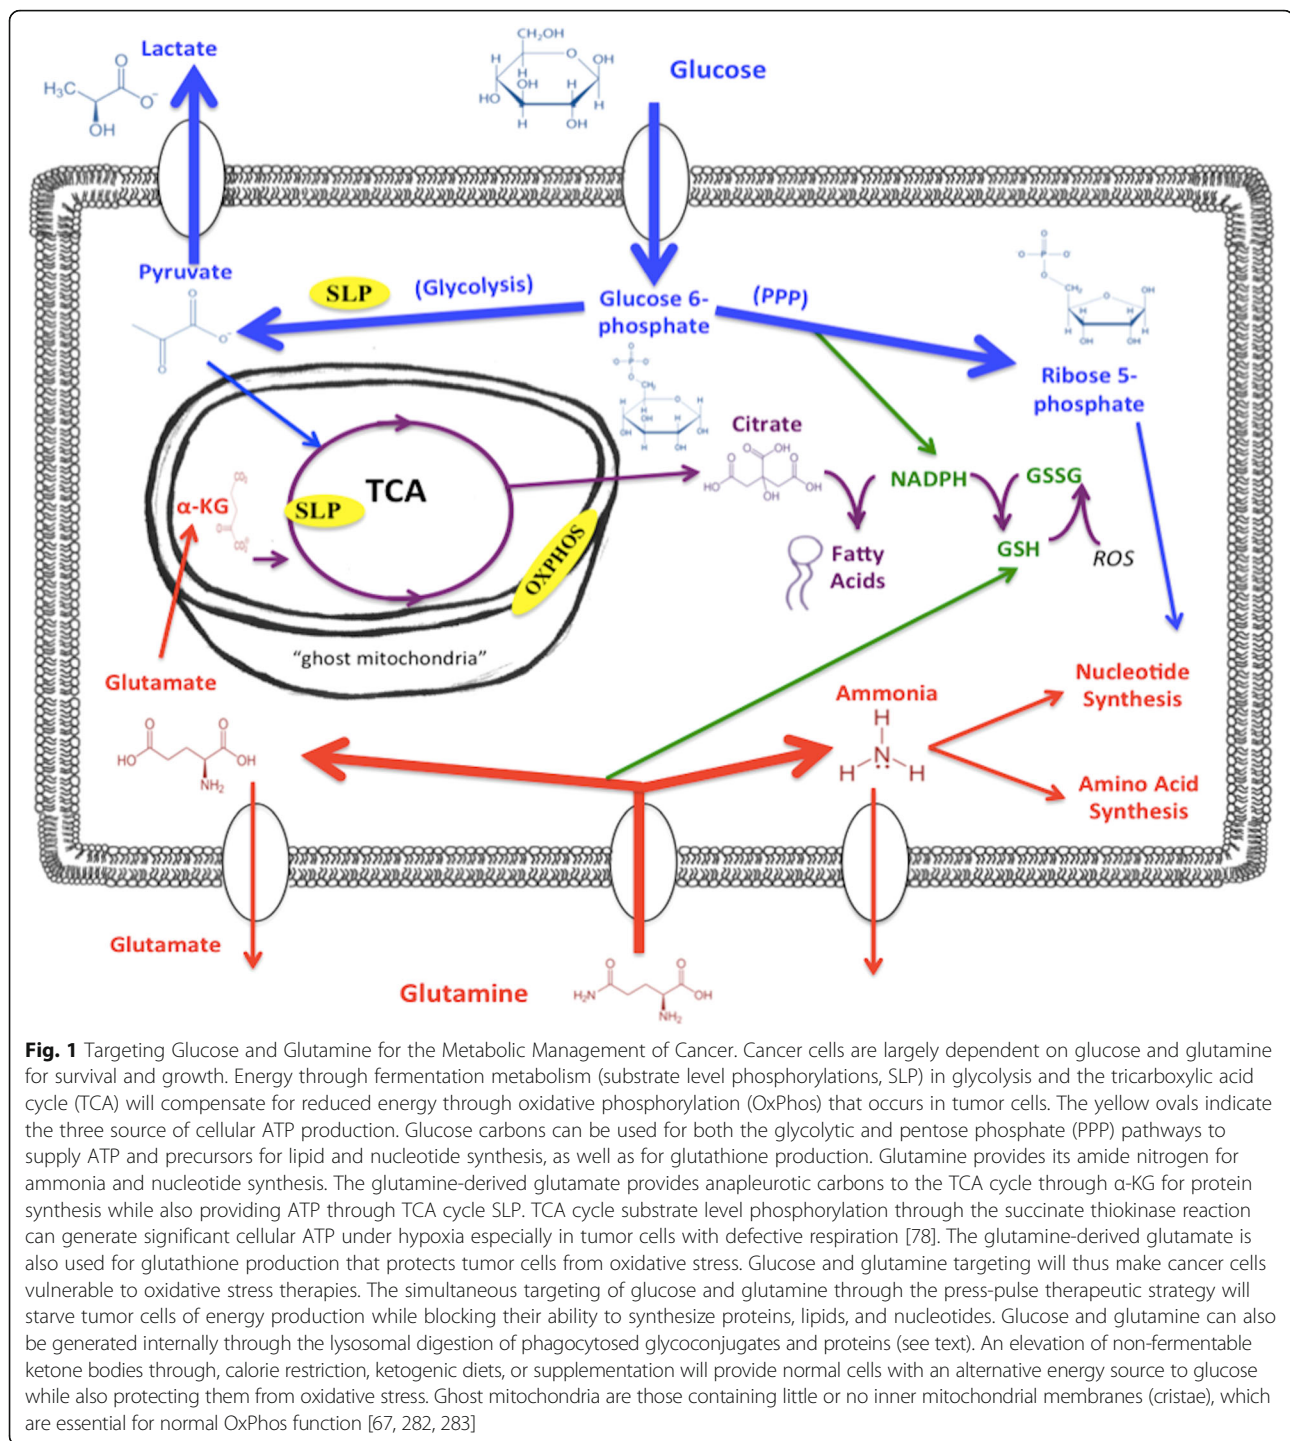 Lactate
Glucose
CH₂OH
O
H
OH
H
H
OH
H
HO
H
H
OH
O
H₃C
O⁻
OH
Pyruvate
SLP
(Glycolysis)
Glucose 6-
phosphate
(PPP)
Ribose 5-
phosphate
O
O⁻
O
TCA
SLP
α-KG
OXPHOS
"ghost mitochondria"
Citrate
O
OH
O
O
HO
OH
OH
NADPH
GSSG
GSH
ROS
Fatty
Acids
Glutamate
O
O
HO
OH
NH₂
Ammonia
H
N
H
H
Nucleotide
Synthesis
Amino Acid
Synthesis
Glutamate
Glutamine
O
O
H₂N
OH
NH₂
Fig. 1 Targeting Glucose and Glutamine for the Metabolic Management of Cancer. Cancer cells are largely dependent on glucose and glutamine
for survival and growth. Energy through fermentation metabolism (substrate level phosphorylations, SLP) in glycolysis and the tricarboxylic acid
cycle (TCA) will compensate for reduced energy through oxidative phosphorylation (OxPhos) that occurs in tumor cells. The yellow ovals indicate
the three source of cellular ATP production. Glucose carbons can be used for both the glycolytic and pentose phosphate (PPP) pathways to
supply ATP and precursors for lipid and nucleotide synthesis, as well as for glutathione production. Glutamine provides its amide nitrogen for
ammonia and nucleotide synthesis. The glutamine-derived glutamate provides anapleurotic carbons to the TCA cycle through α-KG for protein
synthesis while also providing ATP through TCA cycle SLP. TCA cycle substrate level phosphorylation through the succinate thiokinase reaction
can generate significant cellular ATP under hypoxia especially in tumor cells with defective respiration [78]. The glutamine-derived glutamate is
also used for glutathione production that protects tumor cells from oxidative stress. Glucose and glutamine targeting will thus make cancer cells
vulnerable to oxidative stress therapies. The simultaneous targeting of glucose and glutamine through the press-pulse therapeutic strategy will
starve tumor cells of energy production while blocking their ability to synthesize proteins, lipids, and nucleotides. Glucose and glutamine can also
be generated internally through the lysosomal digestion of phagocytosed glycoconjugates and proteins (see text). An elevation of non-fermentable
ketone bodies through, calorie restriction, ketogenic diets, or supplementation will provide normal cells with an alternative energy source to glucose
while also protecting them from oxidative stress. Ghost mitochondria are those containing little or no inner mitochondrial membranes (cristae), which
are essential for normal OxPhos function [67, 282, 283]